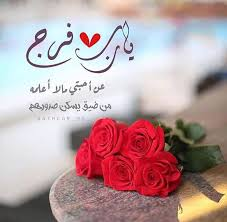 يارب فرج
عن أحبتي مالا أعلمه
من ضيق يسكن صدورهم